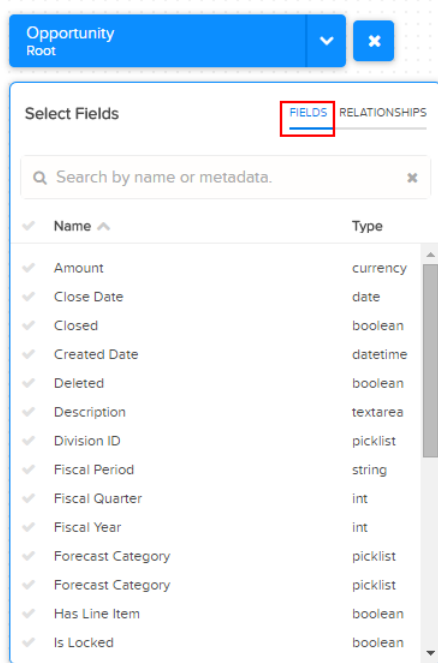 Opportunity
Root
Select Fields FIELDS RELATIONSHIPS
Search by name or metadata.
Name Type
Amount currency
Close Date date
Closed boolean
Created Date datetime
Deleted boolean
Description textarea
Division ID picklist
Fiscal Period string
Fiscal Quarter int
Fiscal Year int
Forecast Category picklist
Forecast Category picklist
Has Line Item boolean
Is Locked boolean